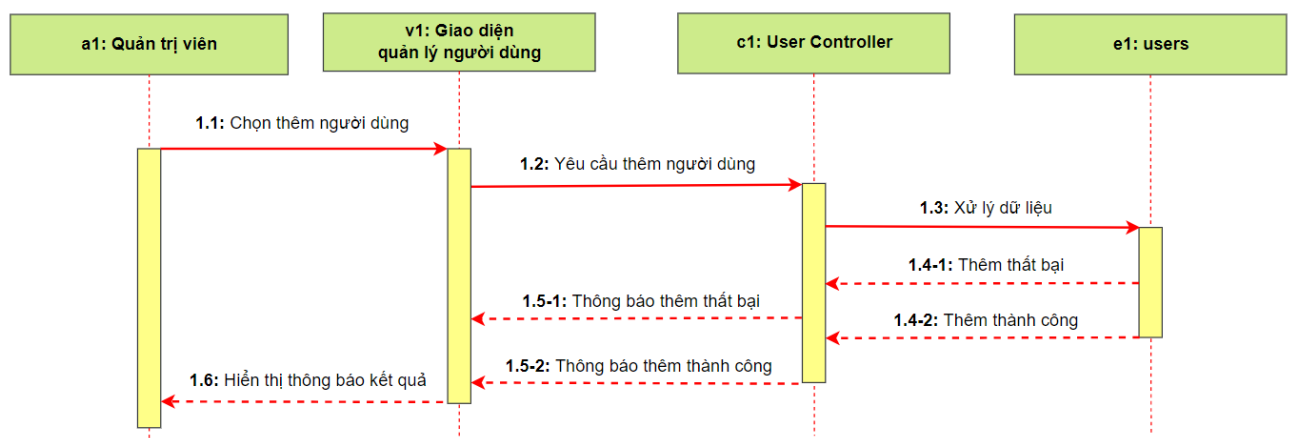 a1: Quản trị viên
v1: Giao diện
quản lý người dùng
c1: User Controller
e1: users
1.1: Chọn thêm người dùng
1.2: Yêu cầu thêm người dùng
1.3: Xử lý dữ liệu
1.4-1: Thêm thất bại
1.5-1: Thông báo thêm thất bại
1.4-2: Thêm thành công
1.5-2: Thông báo thêm thành công
1.6: Hiển thị thông báo kết quả